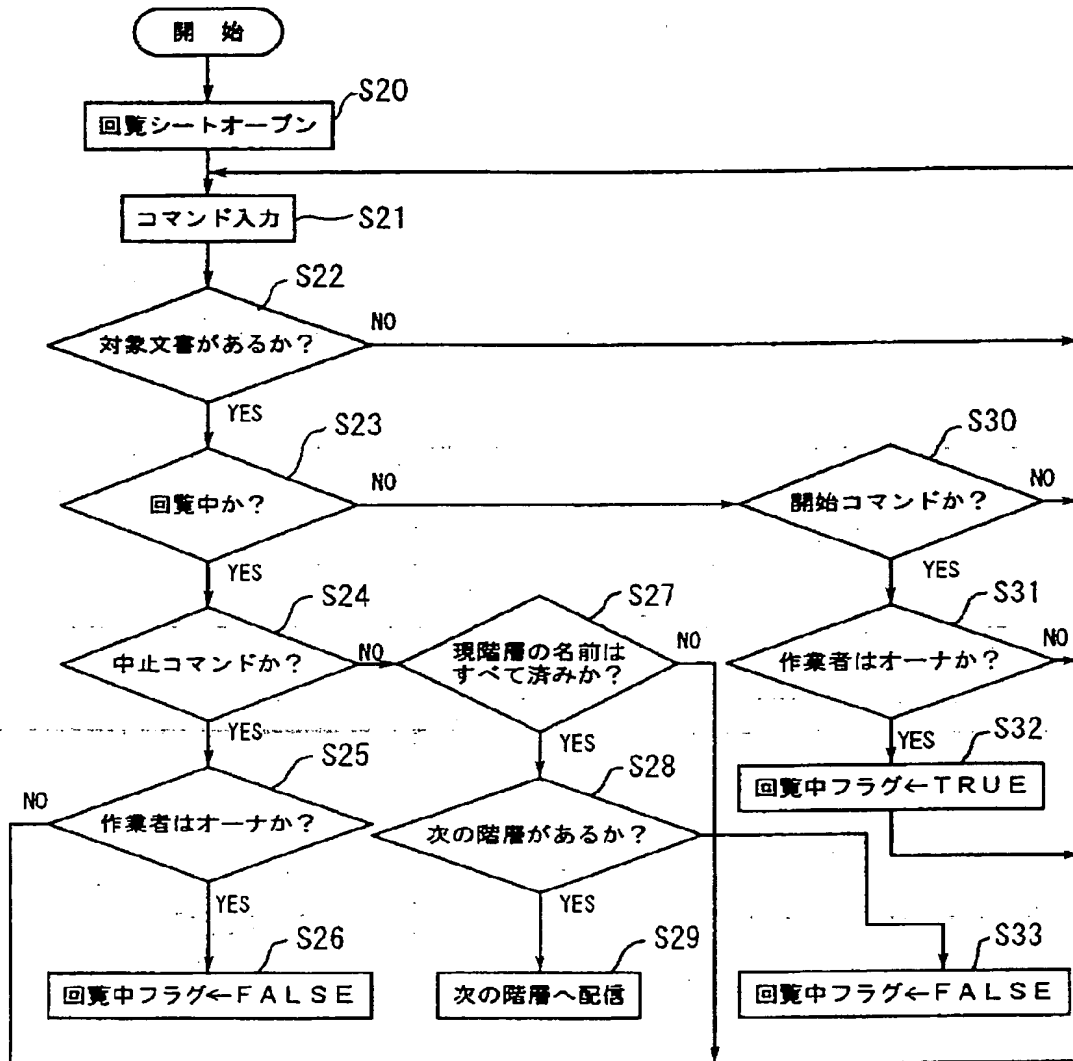 開 始
S20
回覧シートオープン
コマンド入力
S21
S22
対象文書があるか?
NO
YES
S23
回覧中か?
NO
S30
開始コマンドか?
NO
YES
YES
S24
中止コマンドか?
NO
S27
現階層の名前は
すべて済みか?
NO
S31
作業者はオーナか?
NO
YES
YES
YES
S32
回覧中フラグ←TRUE
S25
作業者はオーナか?
NO
S28
次の階層があるか?
YES
YES
S26
回覧中フラグ←FALSE
S29
次の階層へ配信
S33
回覧中フラグ←FALSE